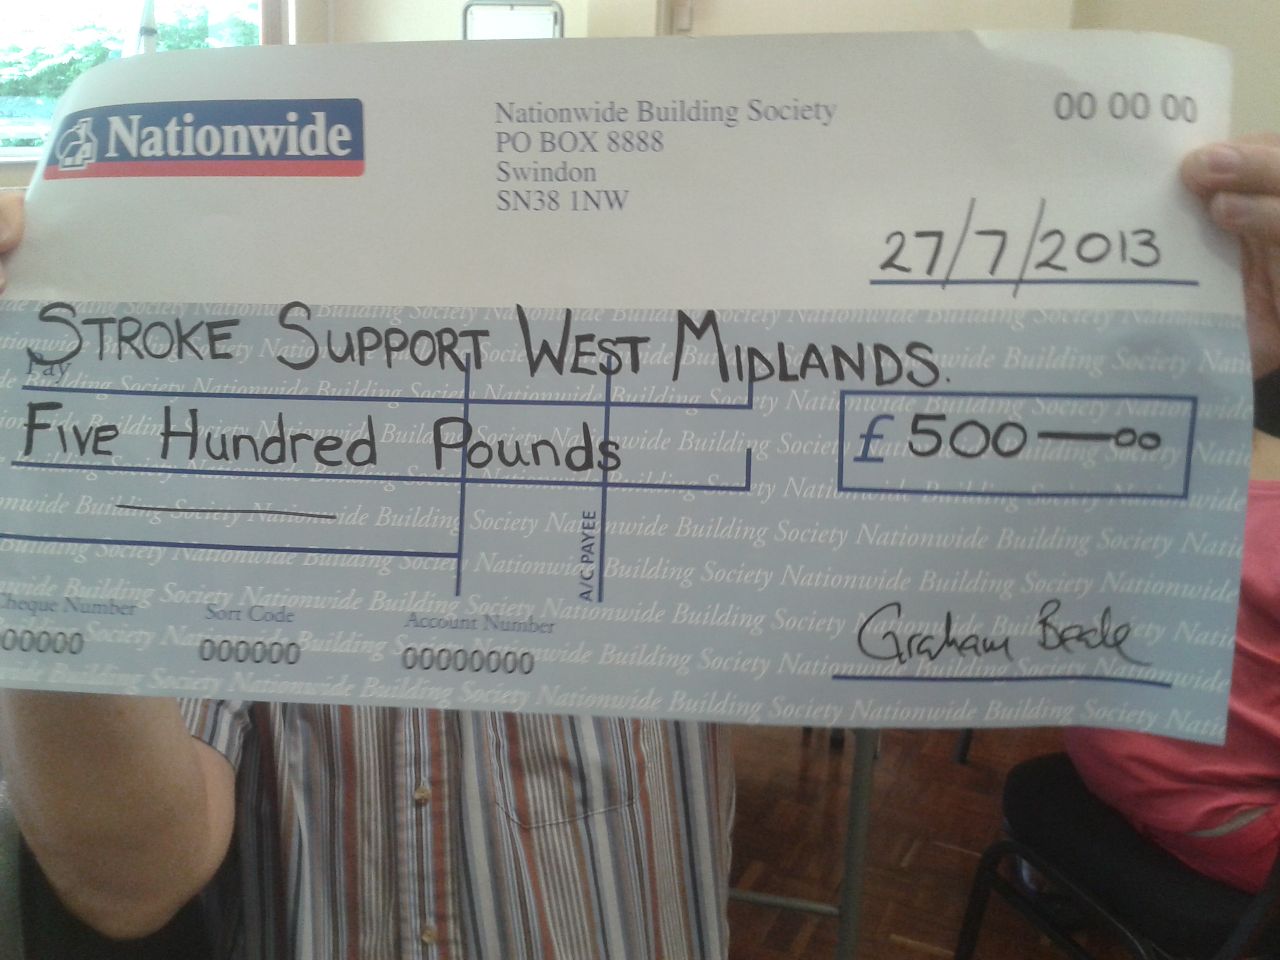 Nationwide
Nationwide Building Society
PO BOX 8888
Swindon
SN38 1NW
00 00 00
27/7/2013
Pay
STROKE SUPPORT WEST MIDLANDS.
FIVE Hundred Pounds
£ 500—00
A/C PAYEE
Cheque Number
Sort Code
Account Number
00000
000000
00000000
Graham Beale